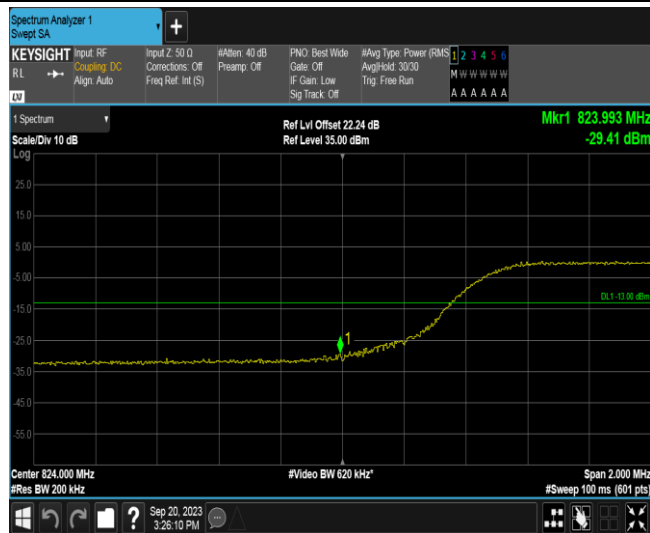 Spectrum Analyzer 1
Swept SA
+
KEYSIGHT
RL
LXI
Input: RF
Coupling: DC
Align: Auto
Input Z: 50 Ω
Corrections: Off
Freq Ref: Int (S)
#Atten: 40 dB
Preamp: Off
PNO: Best Wide
Gate: Off
IF Gain: Low
Sig Track: Off
#Avg Type: Power (RMS
Avg|Hold: 30/30
Trig: Free Run
1 2 3 4 5 6
M W W W W W
A A A A A A
1 Spectrum
Scale/Div 10 dB
Log
Ref Lvl Offset 22.24 dB
Ref Level 35.00 dBm
Mkr1 823.993 MHz
-29.41 dBm
25.0
15.0
5.00
-5.00
DL1 -13.00 dBm
-15.0
1
-25.0
-35.0
-45.0
-55.0
Center 824.000 MHz
#Video BW 620 kHz*
Span 2.000 MHz
#Res BW 200 kHz
#Sweep 100 ms (601 pts)
?
Sep 20, 2023
3:26:10 PM